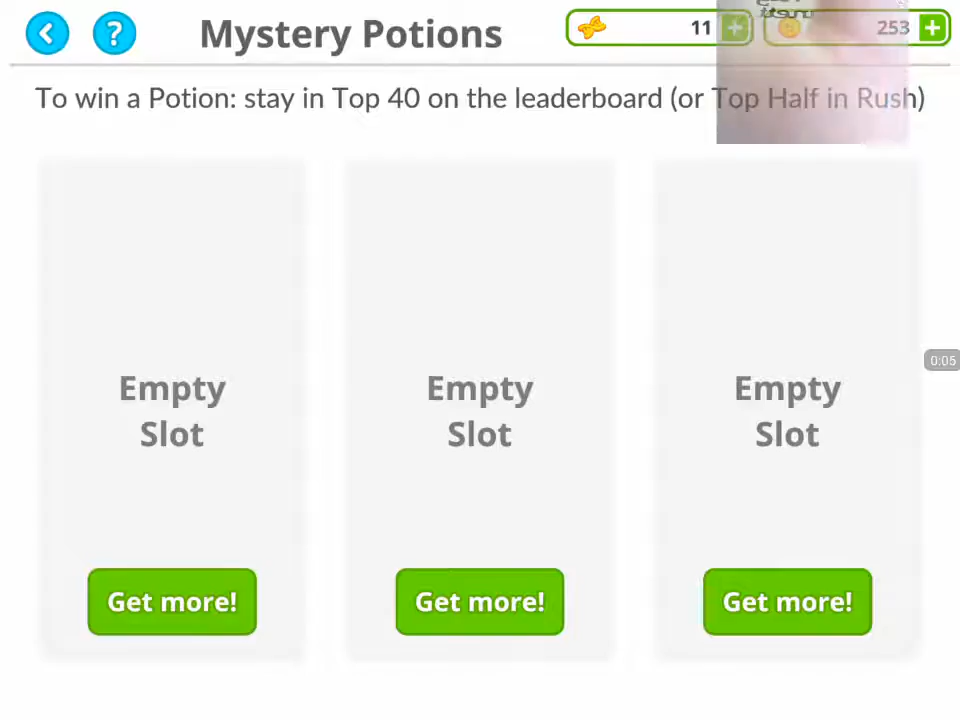 Mystery Potions
11
253
To win a Potion: stay in Top 40 on the leaderboard (or Top Half in Rush)
0:05
Empty
Slot
Empty
Slot
Empty
Slot
Get more!
Get more!
Get more!